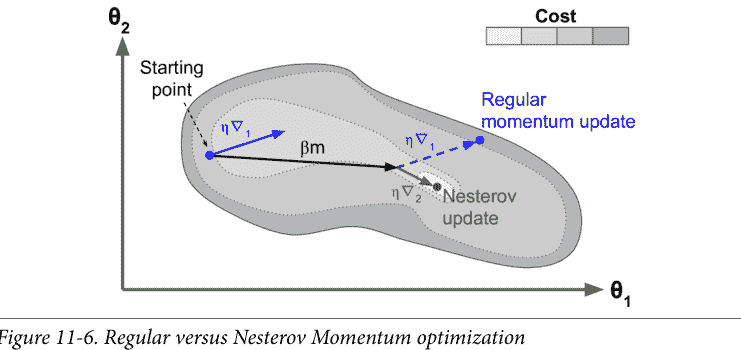 θ2
Cost
Starting
point
Regular
momentum update
η∇1
βm
η∇1
η∇2
Nesterov
update
θ1
Figure 11-6. Regular versus Nesterov Momentum optimization